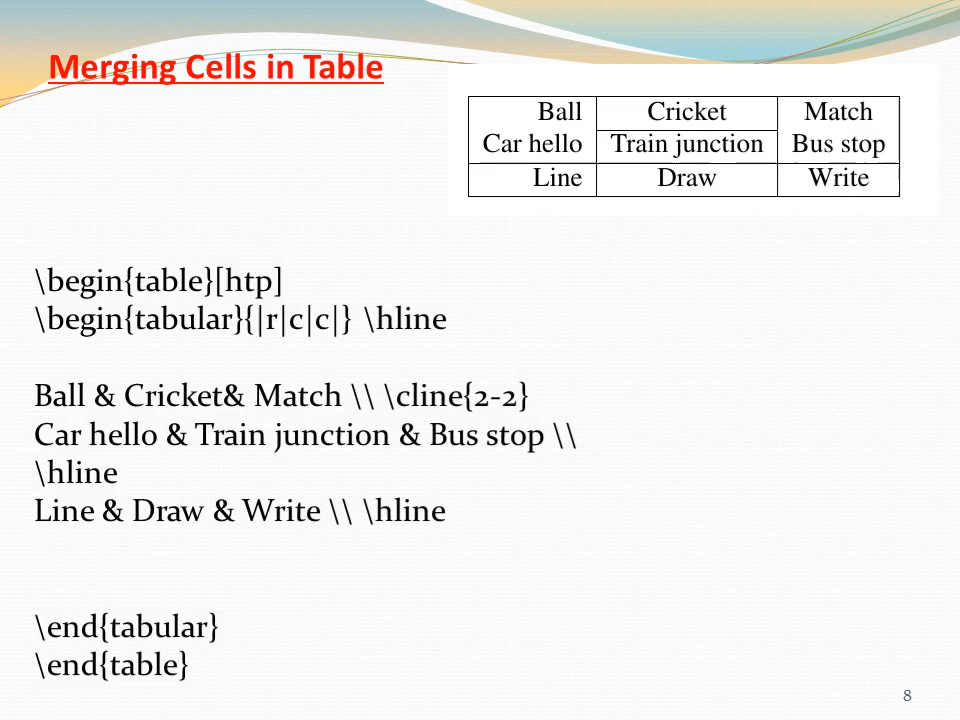 Merging Cells in Table
Ball Cricket Match
Car hello Train junction Bus stop
Line Draw Write
\begin{table}[htp]
\begin{tabular}{|r|c|c|} \hline
Ball & Cricket& Match \\ \cline{2-2}
Car hello & Train junction & Bus stop \\
\hline
Line & Draw & Write \\ \hline
\end{tabular}
\end{table}
8